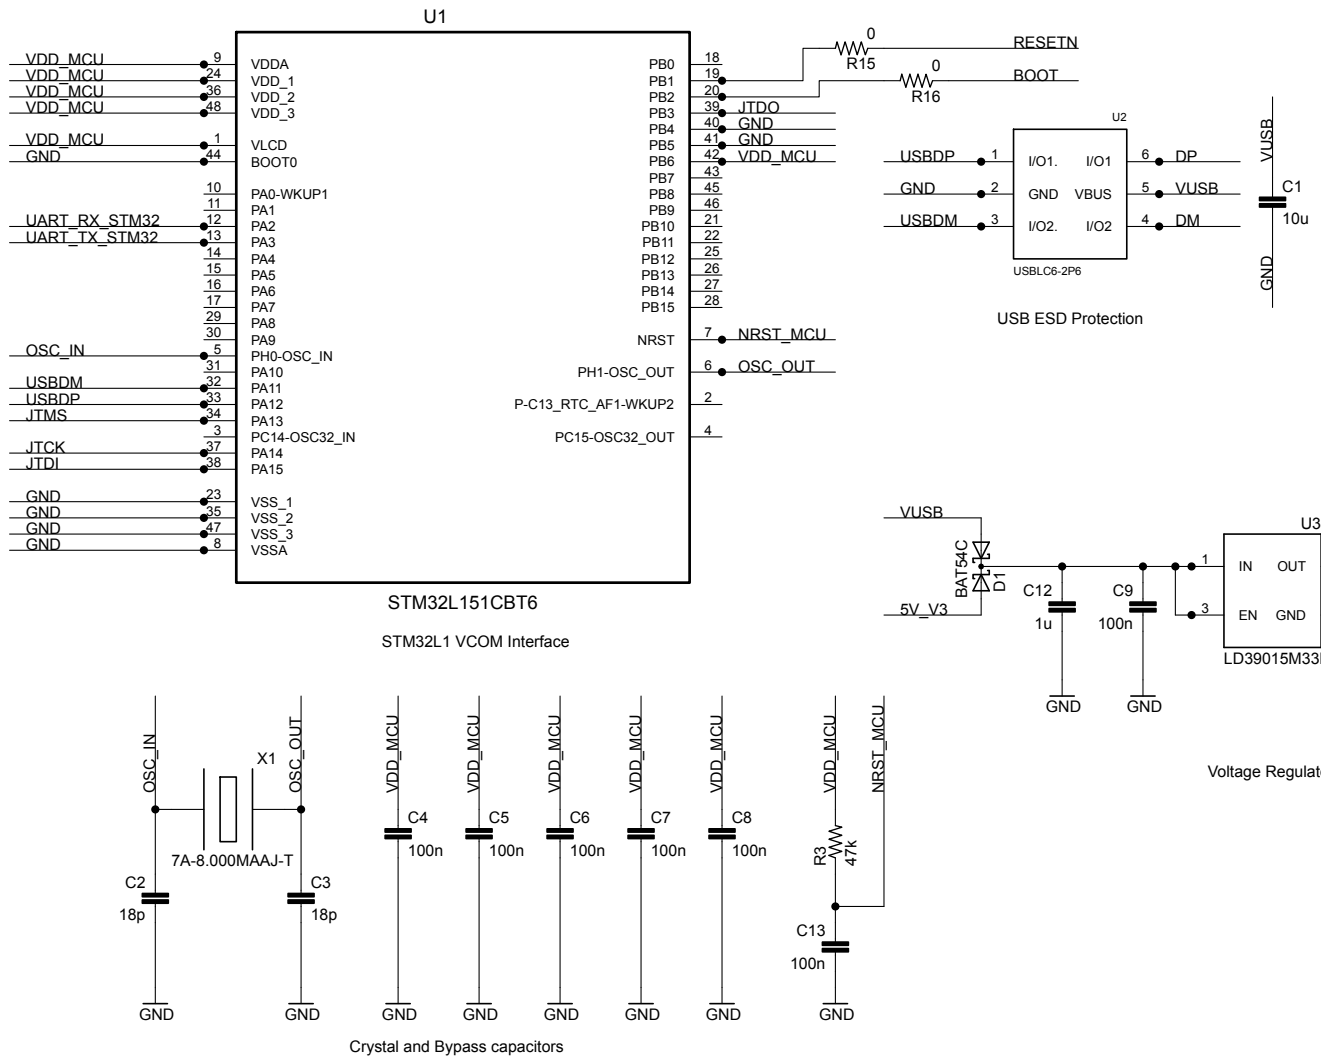 U1
VDD_MCU 9 VDDA
VDD_MCU 24 VDD_1
VDD_MCU 36 VDD_2
VDD_MCU 48 VDD_3
VDD_MCU 1 VLCD
GND 44 BOOT0
10 PA0-WKUP1
11 PA1
UART_RX_STM32 12 PA2
UART_TX_STM32 13 PA3
14 PA4
15 PA5
16 PA6
17 PA7
29 PA8
30 PA9
OSC_IN 5 PH0-OSC_IN
31 PA10
USBDM 32 PA11
USBDP 33 PA12
JTMS 34 PA13
3 PC14-OSC32_IN
JTCK 37 PA14
JTDI 38 PA15
GND 23 VSS_1
GND 35 VSS_2
GND 47 VSS_3
GND 8 VSSA
PB0 18
PB1 19
PB2 20
PB3 39 JTDO
PB4 40 GND
PB5 41 GND
PB6 42 VDD_MCU
PB7 43
PB8 45
PB9 46
PB10 21
PB11 22
PB12 25
PB13 26
PB14 27
PB15 28
NRST 7 NRST_MCU
PH1-OSC_OUT 6 OSC_OUT
P-C13_RTC_AF1-WKUP2 2
PC15-OSC32_OUT 4
STM32L151CBT6
STM32L1 VCOM Interface
0 RESETN
R15
0 BOOT
R16
U2
USBDP 1 I/O1. I/O1 6 DP
GND 2 GND VBUS 5 VUSB
USBDM 3 I/O2. I/O2 4 DM
USBLC6-2P6
USB ESD Protection
VUSB
C1
10u
GND
VUSB
BAT54C
D1
5V_V3
C12
1u
GND
C9
100n
GND
U3
1 IN OUT
3 EN GND
LD39015M33
Voltage Regulat
OSC_IN
OSC_OUT
X1
7A-8.000MAAJ-T
C2
18p
GND
C3
18p
GND
VDD_MCU
C4
100n
GND
VDD_MCU
C5
100n
GND
VDD_MCU
C6
100n
GND
VDD_MCU
C7
100n
GND
VDD_MCU
C8
100n
GND
VDD_MCU
NRST_MCU
R3
47k
C13
100n
GND
Crystal and Bypass capacitors